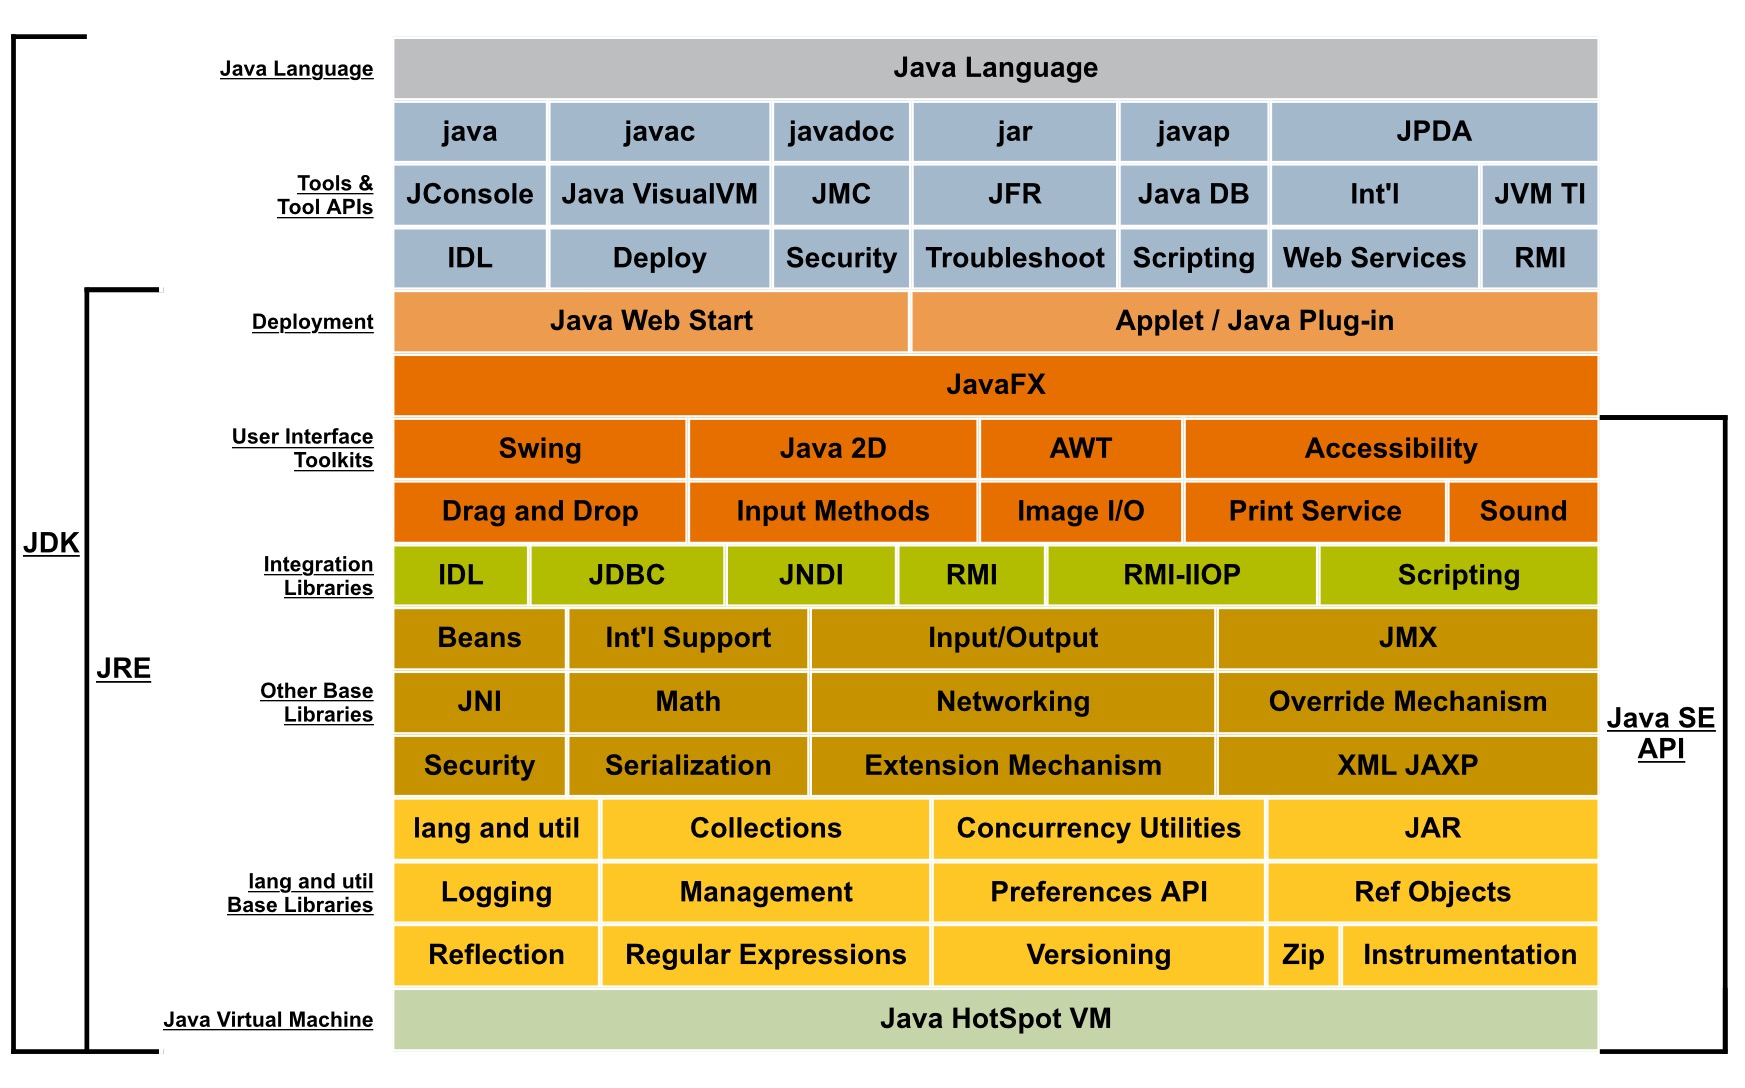 Java Language
Java Language
java javac javadoc jar javap JPDA
Tools &
Tool APIs
JConsole Java VisualVM JMC JFR Java DB Int'l JVM TI
IDL Deploy Security Troubleshoot Scripting Web Services RMI
Deployment
Java Web Start Applet / Java Plug-in
JavaFX
User Interface
Toolkits
Swing Java 2D AWT Accessibility
Drag and Drop Input Methods Image I/O Print Service Sound
JDK
Integration
Libraries
IDL JDBC JNDI RMI RMI-IIOP Scripting
Beans Int'l Support Input/Output JMX
JRE
Other Base
Libraries
JNI Math Networking Override Mechanism
Java SE
API
Security Serialization Extension Mechanism XML JAXP
lang and util Collections Concurrency Utilities JAR
lang and util
Base Libraries
Logging Management Preferences API Ref Objects
Reflection Regular Expressions Versioning Zip Instrumentation
Java Virtual Machine
Java HotSpot VM